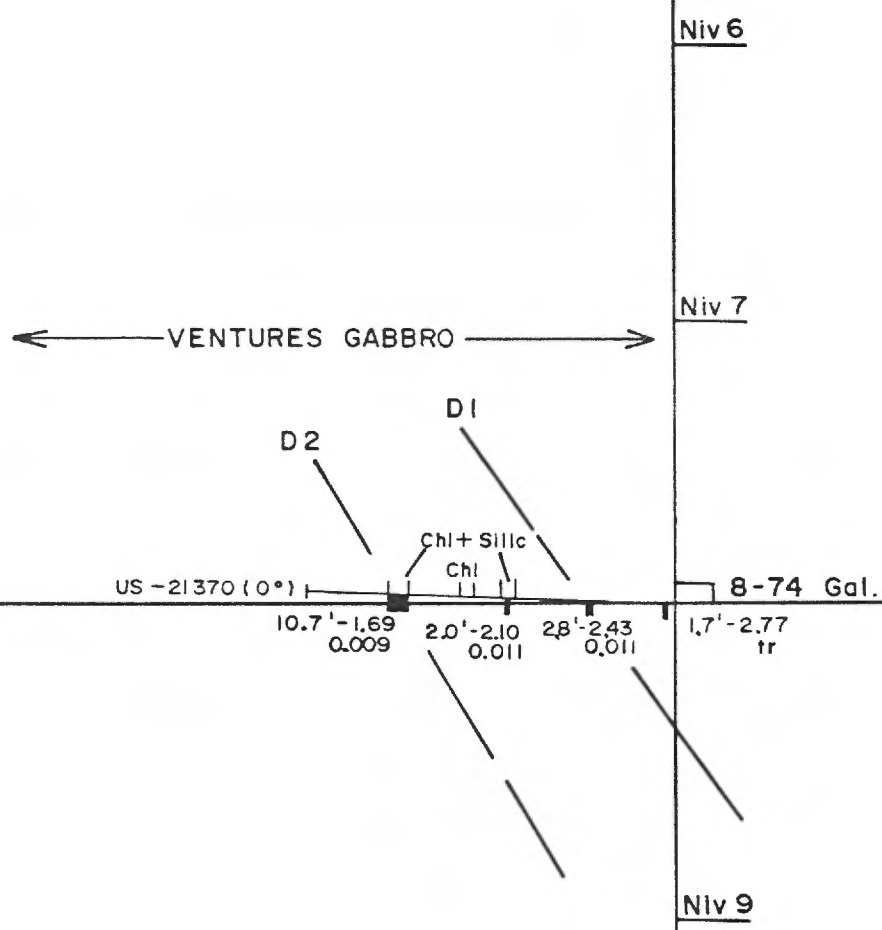 Niv 6
Niv 7
VENTURES GABBRO
D1
D2
Chl + Silic
Chl
US - 21370 (0°)
8-74 Gal.
10.7' - 1.69
0.009
2.0' - 2.10
0.011
2.8' - 2.43
0.011
1.7' - 2.77
tr
Niv 9